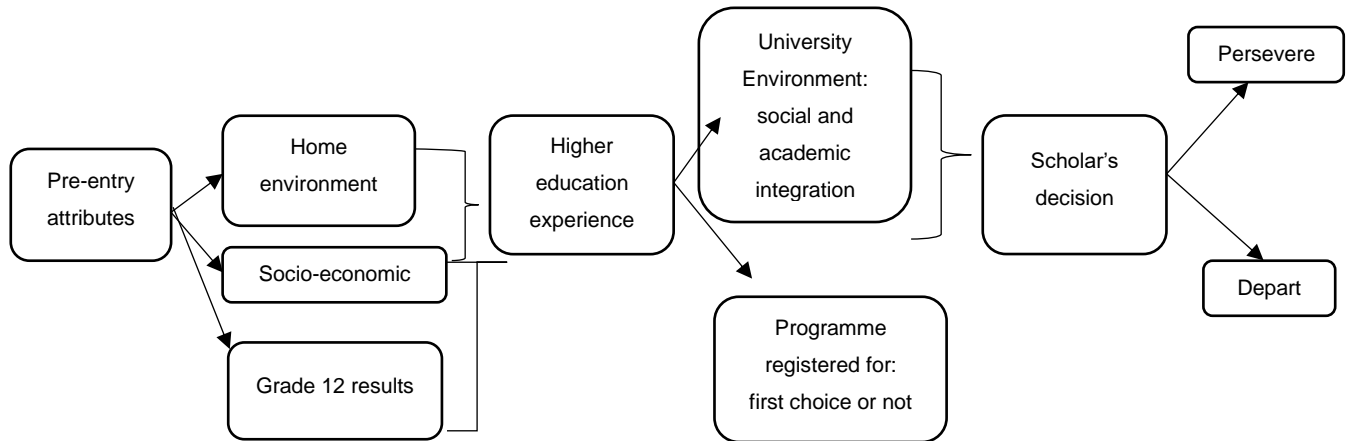 Pre-entry
attributes
Home
environment
Socio-economic
Grade 12 results
Higher
education
experience
University
Environment:
social and
academic
integration
Programme
registered for:
first choice or not
Scholar’s
decision
Persevere
Depart